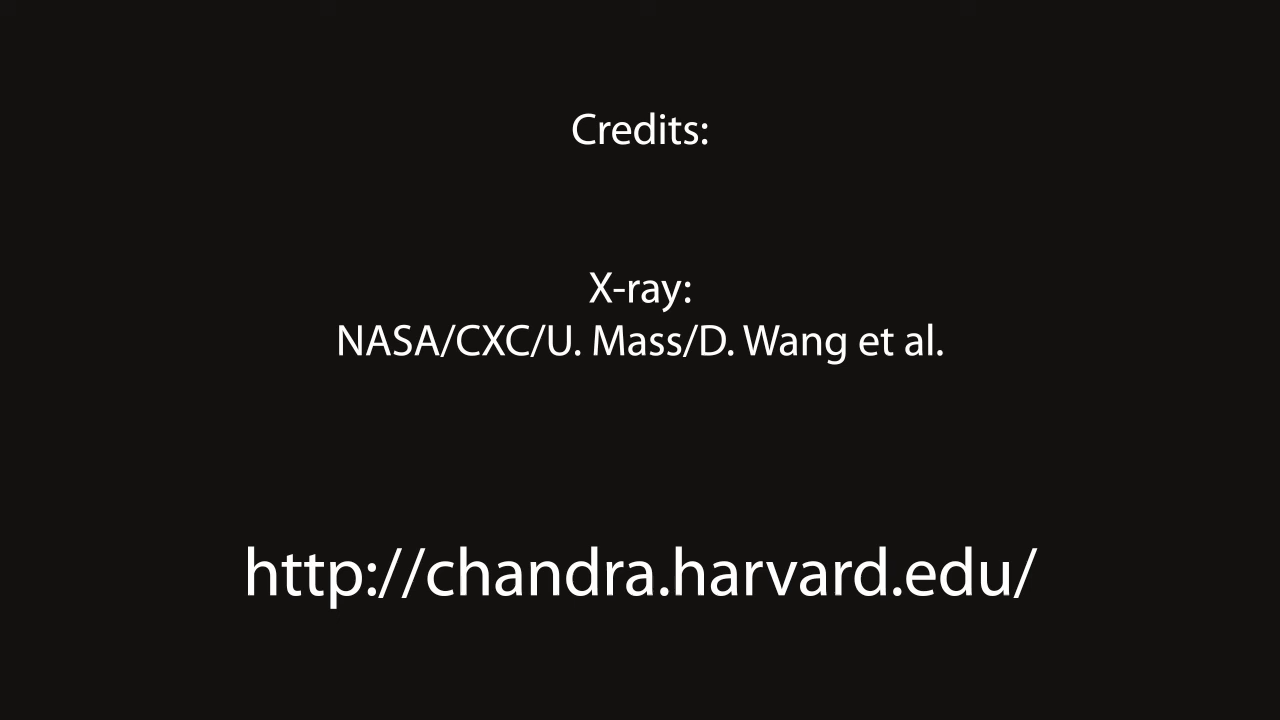 Credits:
X-ray:
NASA/CXC/U. Mass/D. Wang et al.
http://chandra.harvard.edu/